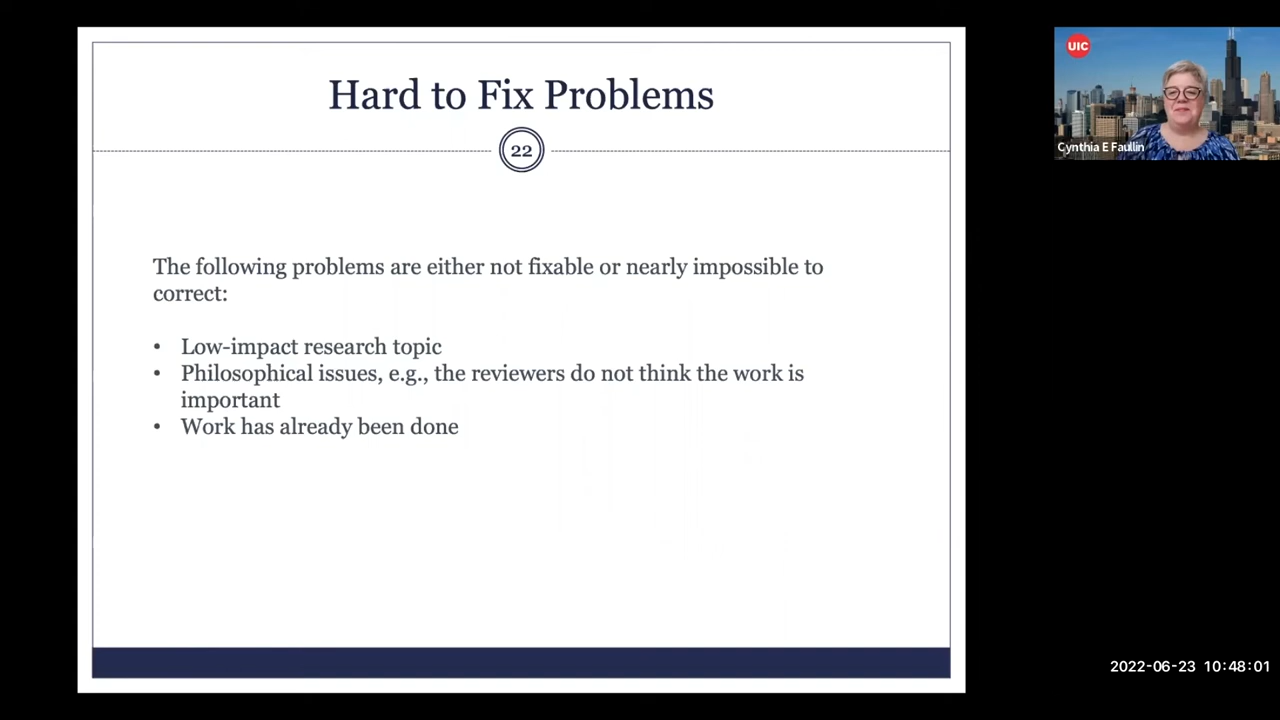 Hard to Fix Problems
22
The following problems are either not fixable or nearly impossible to
correct:
• Low-impact research topic
• Philosophical issues, e.g., the reviewers do not think the work is
important
• Work has already been done
UIC
Cynthia E Faullin
2022-06-23 10:48:01